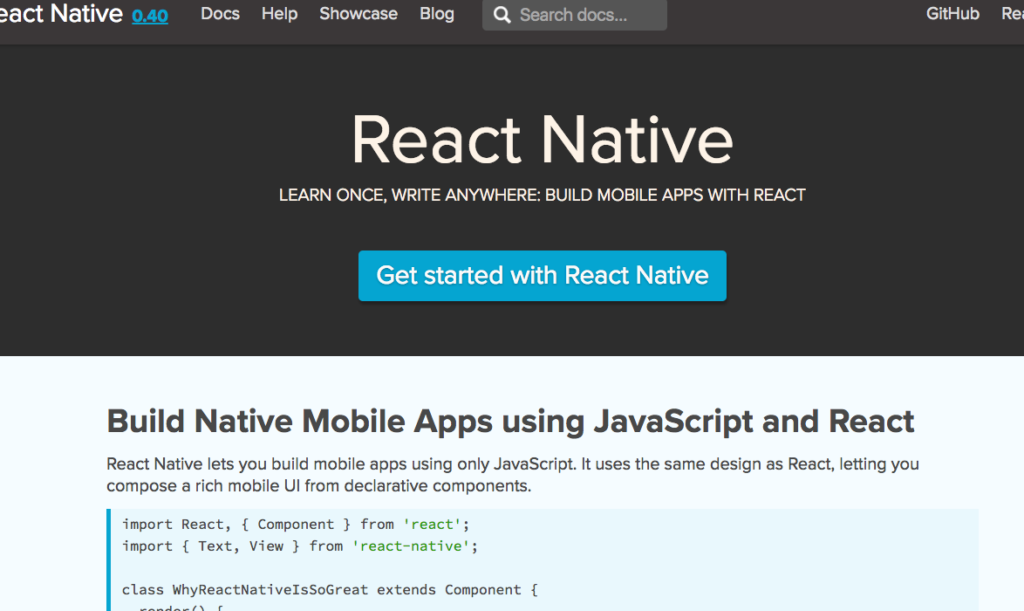 eact Native 0.40 Docs Help Showcase Blog Search docs... GitHub Rea
React Native
LEARN ONCE, WRITE ANYWHERE: BUILD MOBILE APPS WITH REACT
Get started with React Native
Build Native Mobile Apps using JavaScript and React
React Native lets you build mobile apps using only JavaScript. It uses the same design as React, letting you
compose a rich mobile UI from declarative components.
import React, { Component } from 'react';
import { Text, View } from 'react-native';
class WhyReactNativeIsSoGreat extends Component {
render() {